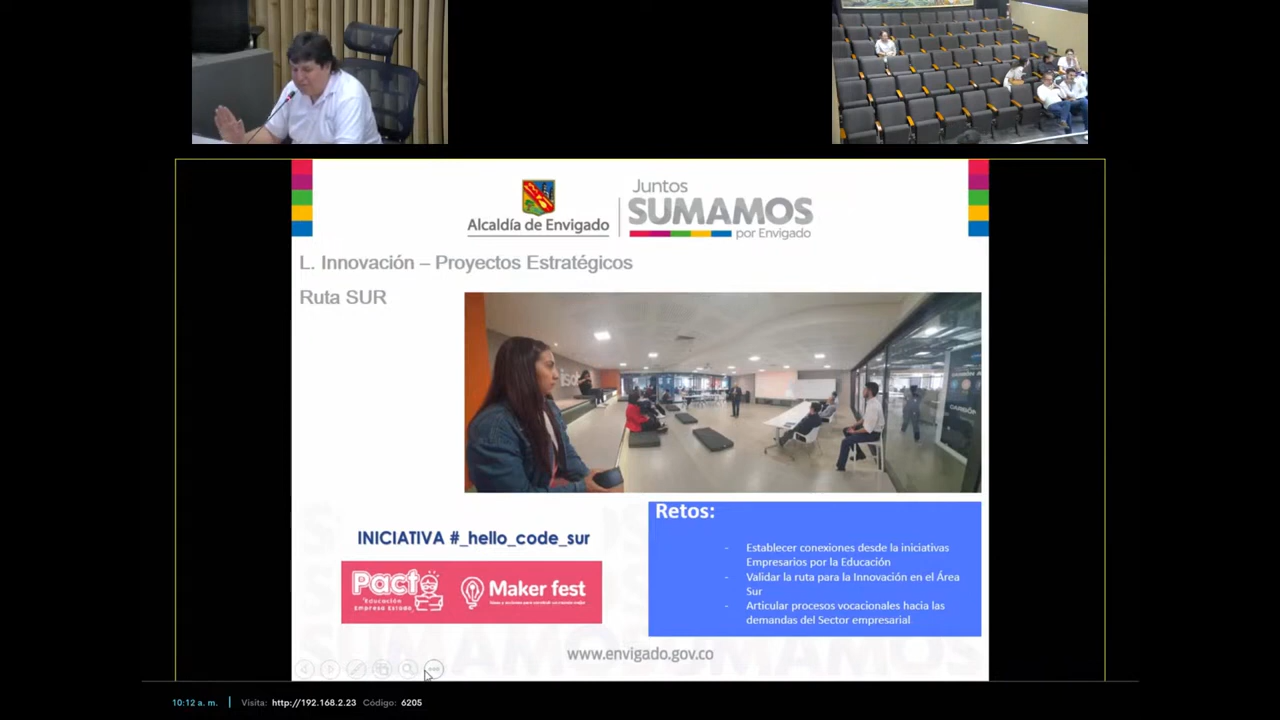 Alcaldía de Envigado
Juntos
SUMAMOS
por Envigado
L. Innovación – Proyectos Estratégicos
Ruta SUR
CARBÓN
INICIATIVA #_hello_code_sur
Pacto
Educación
Empresa Estado
Maker fest
Retos:
- Establecer conexiones desde la iniciativas
Empresarios por la Educación
- Validar la ruta para la Innovación en el Área
Sur
- Articular procesos vocacionales hacia las
demandas del Sector empresarial
www.envigado.gov.co
10:12 a. m. | Visita: http://192.168.2.23 Código: 6205